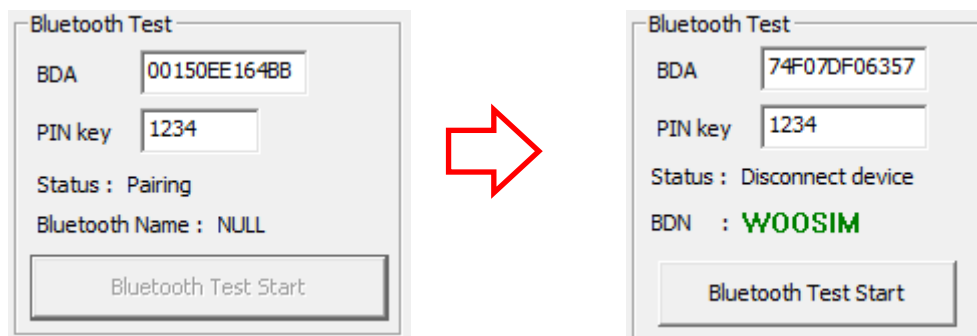 Bluetooth Test
BDA 00150EE164BB
PIN key 1234
Status : Pairing
Bluetooth Name : NULL
Bluetooth Test Start
Bluetooth Test
BDA 74F07DF06357
PIN key 1234
Status : Disconnect device
BDN : WOOSIM
Bluetooth Test Start